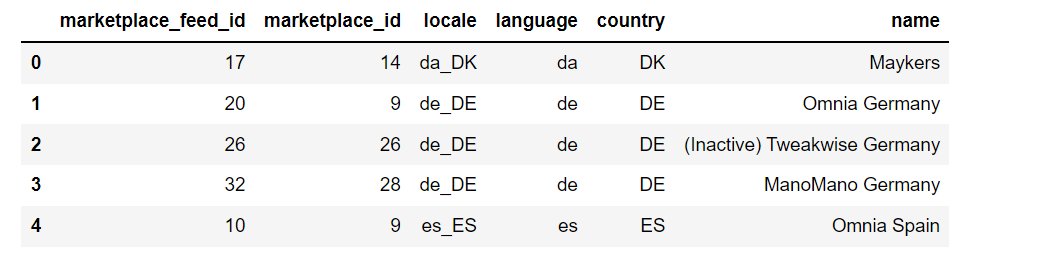 marketplace_feed_id marketplace_id locale language country name
0 17 14 da_DK da DK Maykers
1 20 9 de_DE de DE Omnia Germany
2 26 26 de_DE de DE (Inactive) Tweakwise Germany
3 32 28 de_DE de DE ManoMano Germany
4 10 9 es_ES es ES Omnia Spain